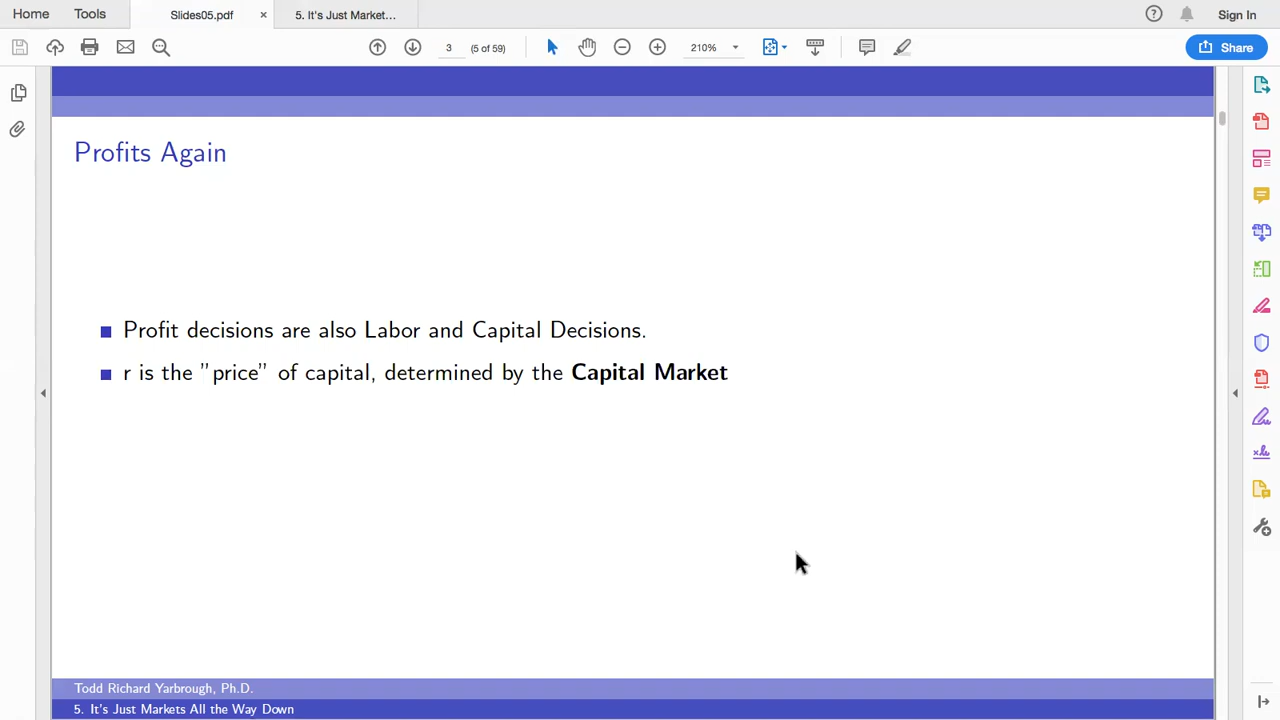 Home Tools Slides05.pdf × 5. It's Just Market... Sign In
3 (5 of 59) 210% Share
Profits Again
Profit decisions are also Labor and Capital Decisions.
r is the ”price” of capital, determined by the Capital Market
Todd Richard Yarbrough, Ph.D.
5. It's Just Markets All the Way Down